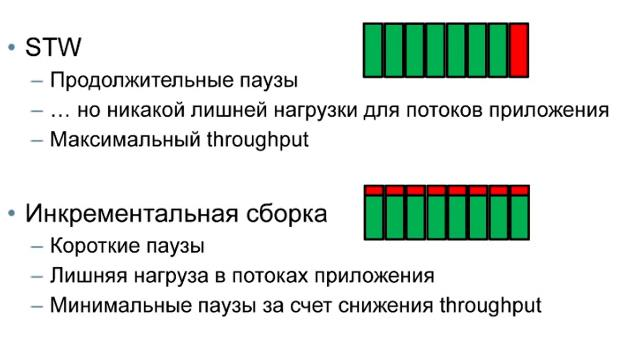 • STW
– Продолжительные паузы
– … но никакой лишней нагрузки для потоков приложения
– Максимальный throughput
• Инкрементальная сборка
– Короткие паузы
– Лишняя нагруза в потоках приложения
– Минимальные паузы за счет снижения throughput